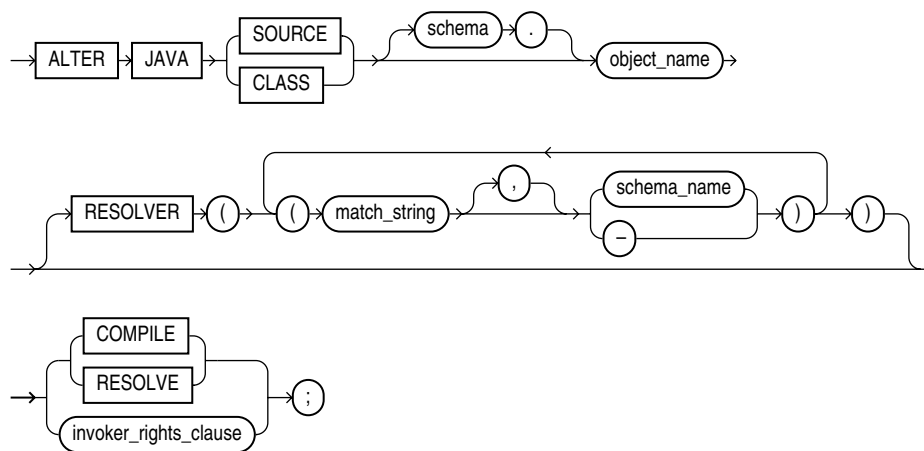 SOURCE
schema .
ALTER JAVA object_name
CLASS
,
schema_name
RESOLVER ( ( match_string ) )
–
COMPILE
RESOLVE ;
invoker_rights_clause